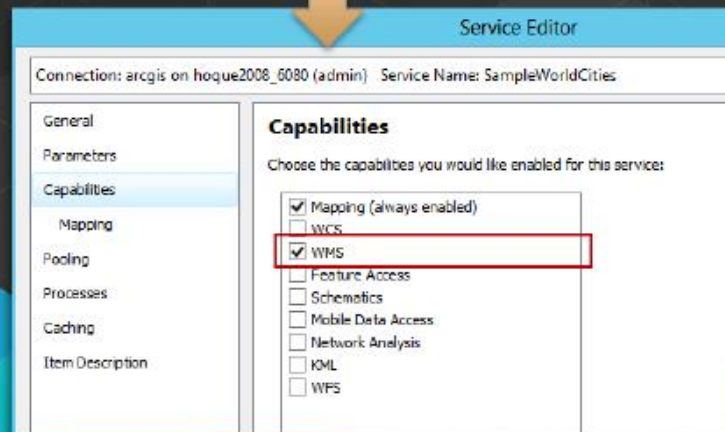 Service Editor
Connection: arcgis on hoque2008_6080 (admin) Service Name: SampleWorldCities
General
Parameters
Capabilities
Mapping
Pooling
Processes
Caching
Item Description
Capabilities
Choose the capabilities you would like enabled for this service:
Mapping (always enabled)
WCS
WMS
Feature Access
Schematics
Mobile Data Access
Network Analysis
KML
WFS